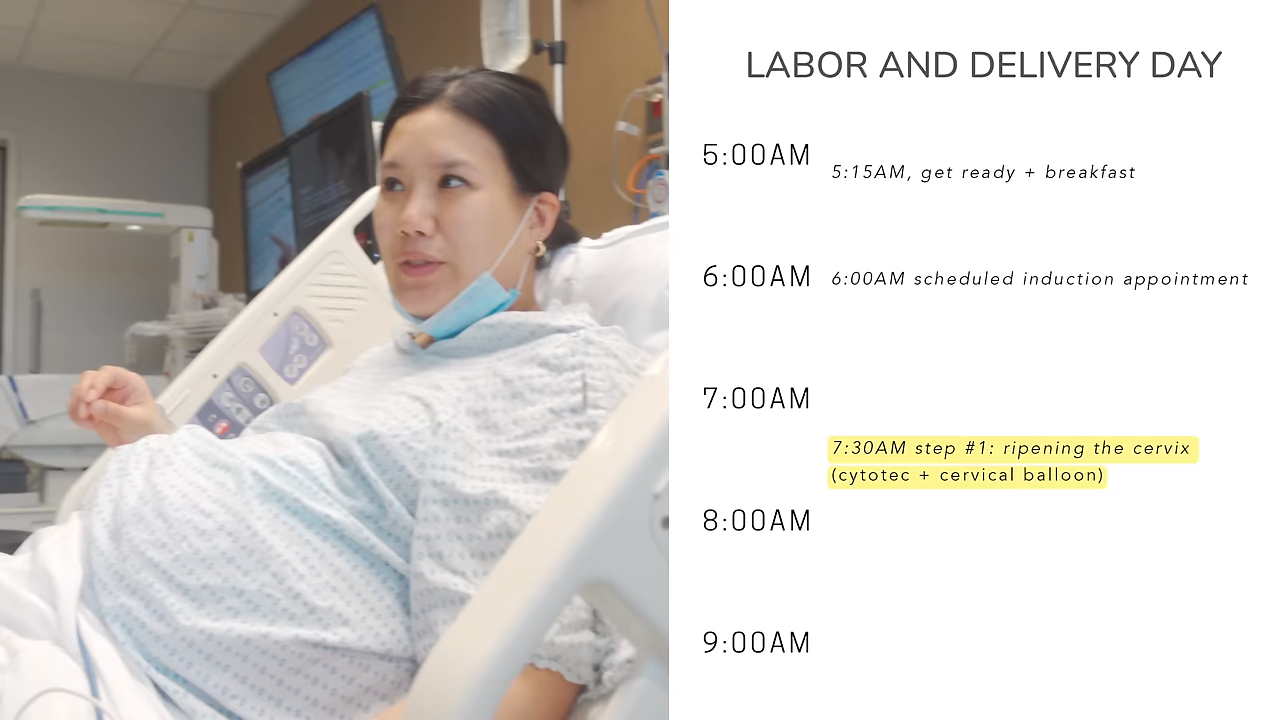 LABOR AND DELIVERY DAY
5:00AM
5:15AM, get ready + breakfast
6:00AM
6:00AM scheduled induction appointment
7:00AM
7:30AM step #1: ripening the cervix
(cytotec + cervical balloon)
8:00AM
9:00AM